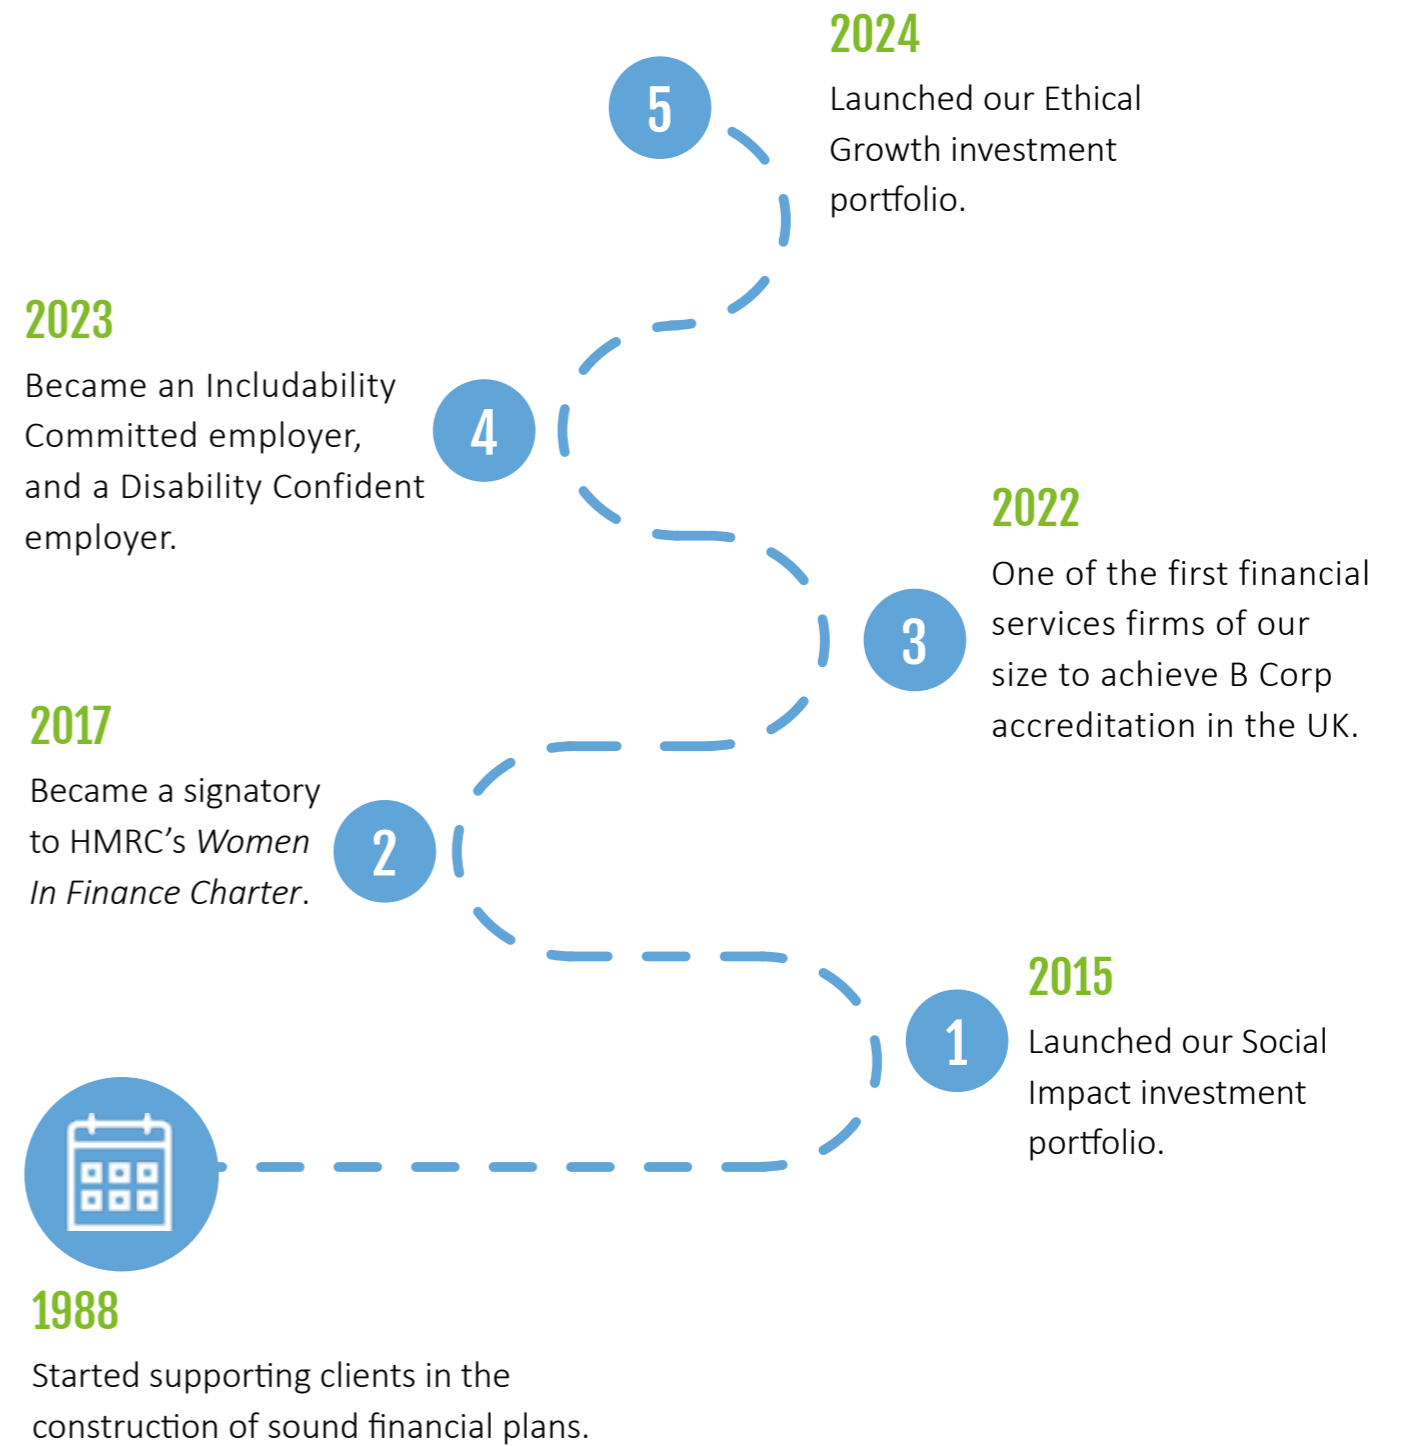 2024
5
Launched our Ethical
Growth investment
portfolio.
2023
Became an Includability
Committed employer,
and a Disability Confident
employer.
4
2022
One of the first financial
services firms of our
size to achieve B Corp
accreditation in the UK.
3
2017
Became a signatory
to HMRC’s Women
In Finance Charter.
2
2015
Launched our Social
Impact investment
portfolio.
1
1988
Started supporting clients in the
construction of sound financial plans.